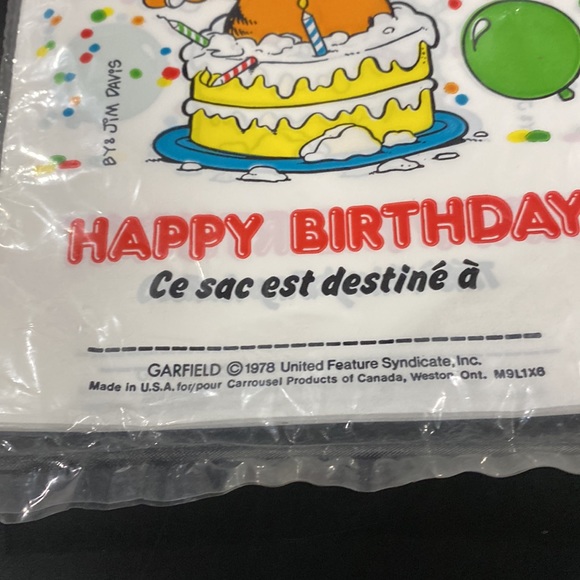 BY & JIM DAVIS
HAPPY BIRTHDAY
Ce sac est destiné à
GARFIELD © 1978 United Feature Syndicate, Inc.
Made in U.S.A. for/pour Carrousel Products of Canada, Weston Ont. M9L1X6